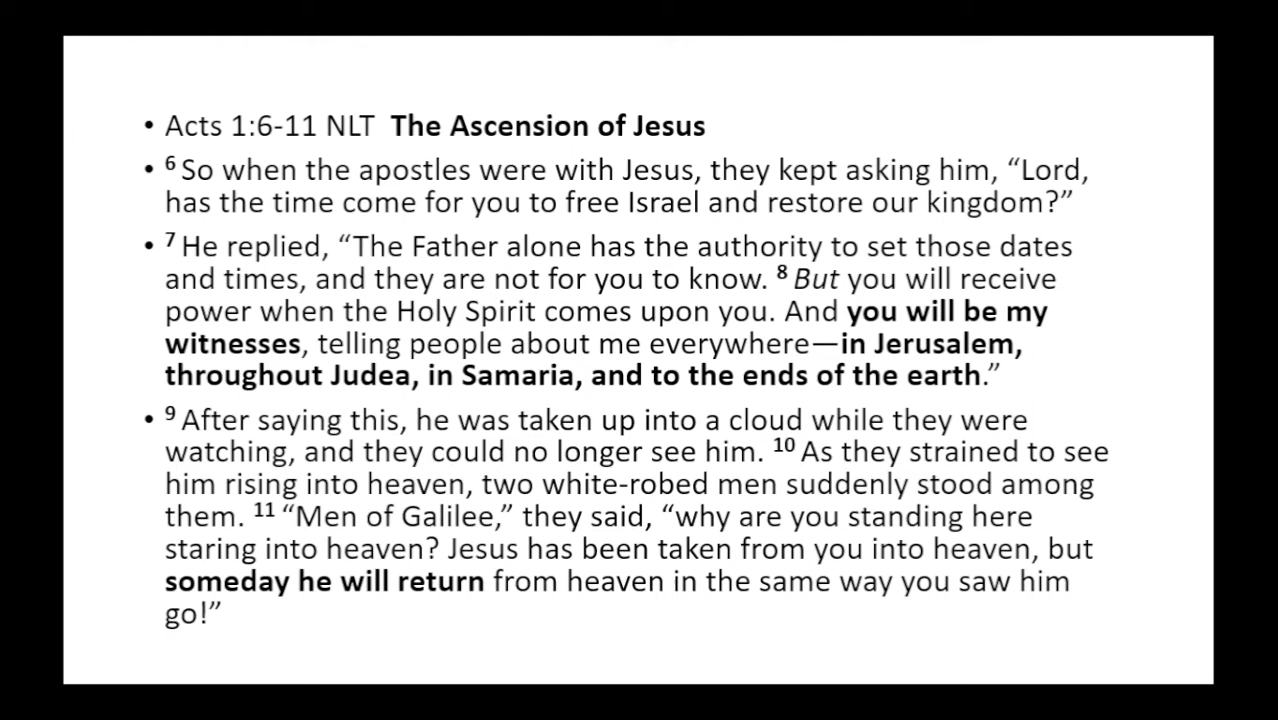 • Acts 1:6-11 NLT  The Ascension of Jesus
• 6 So when the apostles were with Jesus, they kept asking him, “Lord,
has the time come for you to free Israel and restore our kingdom?”
• 7 He replied, “The Father alone has the authority to set those dates
and times, and they are not for you to know. 8 But you will receive
power when the Holy Spirit comes upon you. And you will be my
witnesses, telling people about me everywhere—in Jerusalem,
throughout Judea, in Samaria, and to the ends of the earth.”
• 9 After saying this, he was taken up into a cloud while they were
watching, and they could no longer see him. 10 As they strained to see
him rising into heaven, two white-robed men suddenly stood among
them. 11 “Men of Galilee,” they said, “why are you standing here
staring into heaven? Jesus has been taken from you into heaven, but
someday he will return from heaven in the same way you saw him
go!”